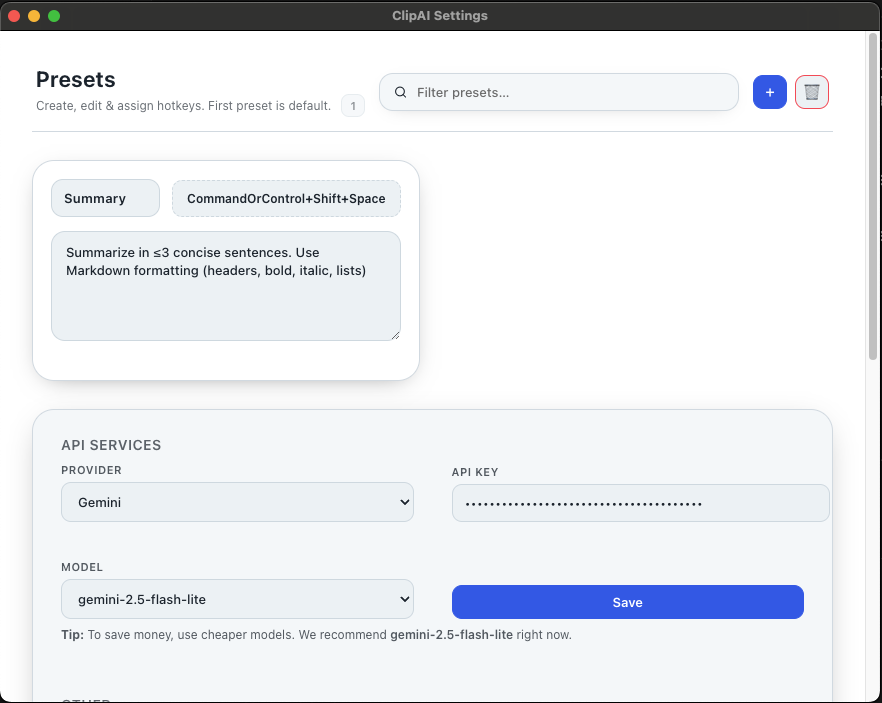 ClipAI Settings
Presets
Create, edit & assign hotkeys. First preset is default.
1
Filter presets...
+
Summary
CommandOrControl+Shift+Space
Summarize in ≤3 concise sentences. Use
Markdown formatting (headers, bold, italic, lists)
API SERVICES
PROVIDER
API KEY
Gemini
•••••••••••••••••••••••••••••••••••••••
MODEL
gemini-2.5-flash-lite
Save
Tip: To save money, use cheaper models. We recommend gemini-2.5-flash-lite right now.